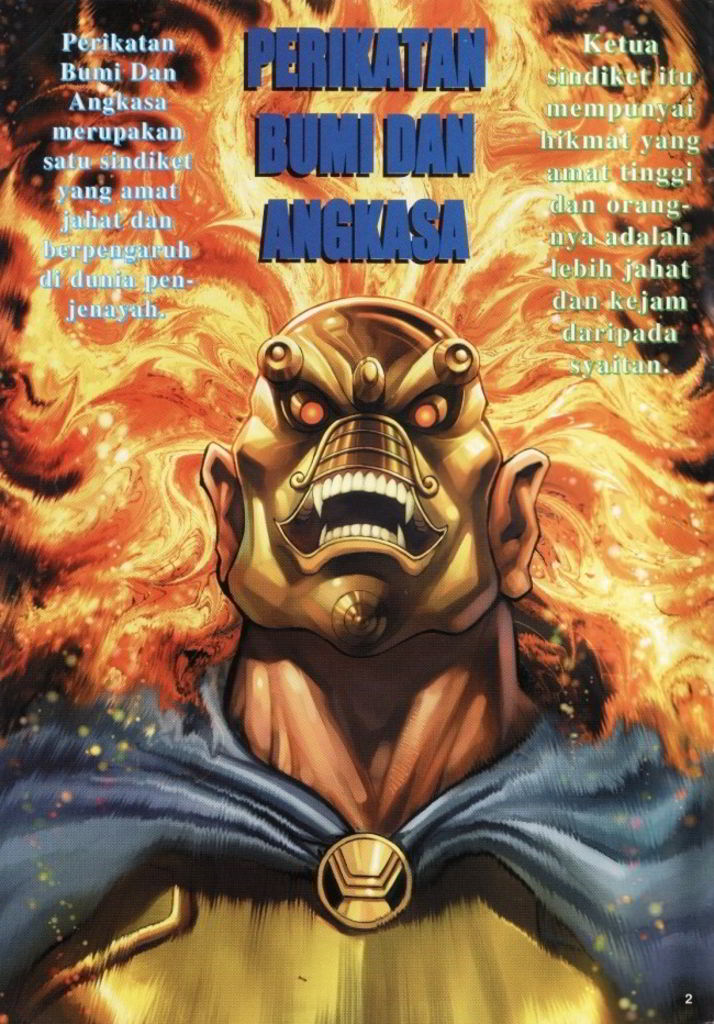 Perikatan
Bumi Dan
Angkasa
merupakan
satu sindiket
yang amat
jahat dan
berpengaruh
di dunia pen-
jenayah.
PERIKATAN
BUMI DAN
ANGKASA
Ketua
sindiket itu
mempunyai
hikmat yang
amat tinggi
dan orang-
nya adalah
lebih jahat
dan kejam
daripada
syaitan.
2